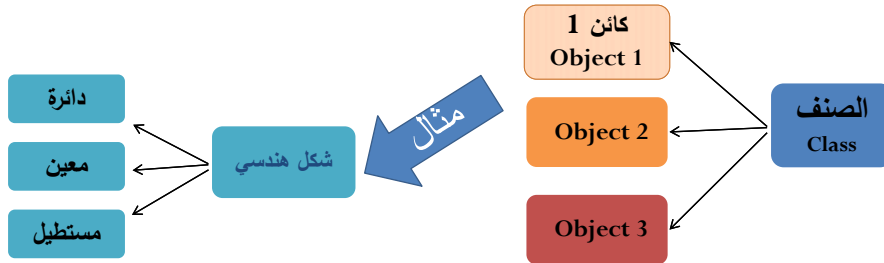 الصنف
Class
كائن 1
Object 1
Object 2
Object 3
مثال
شكل هندسي
دائرة
معين
مستطيل